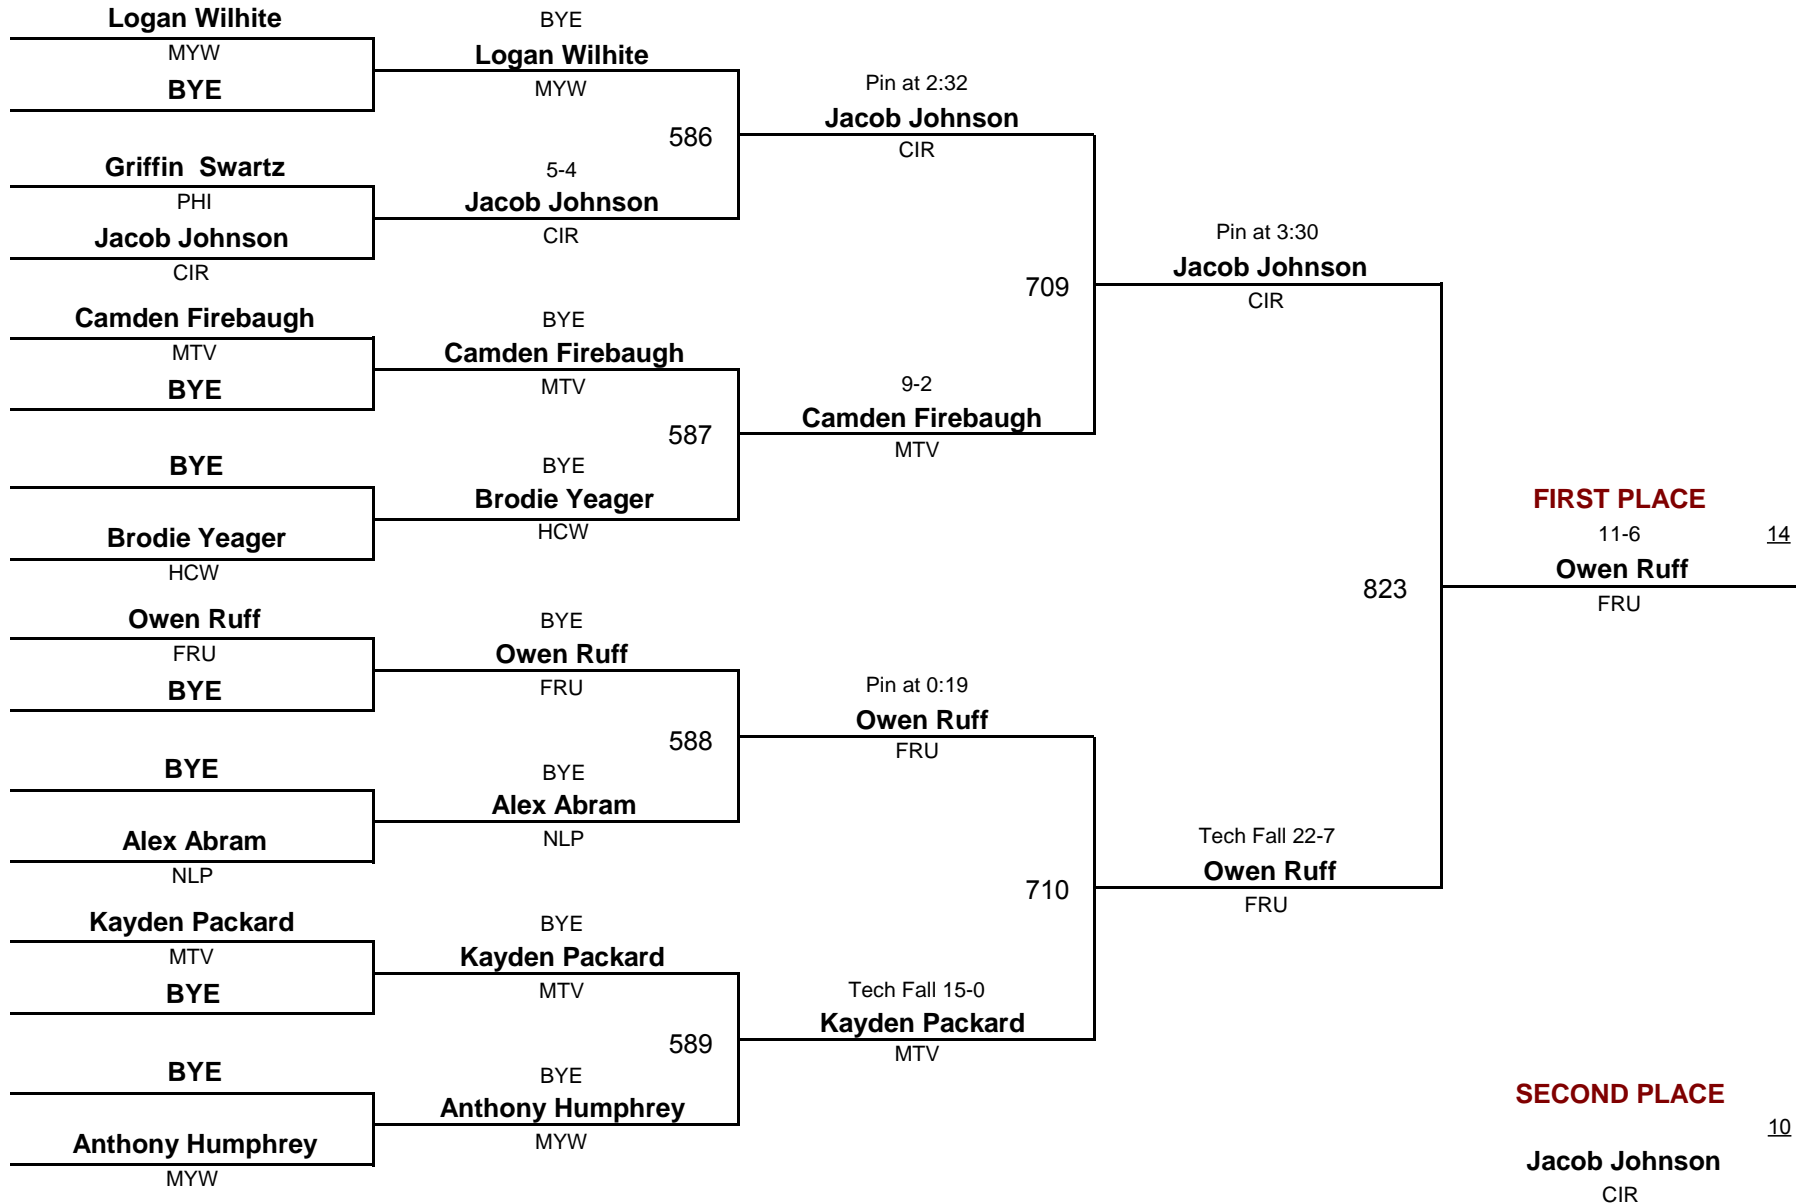 Logan Wilhite
MYW
BYE
Griffin  Swartz
PHI
Jacob Johnson
CIR
Camden Firebaugh
MTV
BYE
BYE
Brodie Yeager
HCW
Owen Ruff
FRU
BYE
BYE
Alex Abram
NLP
Kayden Packard
MTV
BYE
BYE
Anthony Humphrey
MYW
BYE
Logan Wilhite
MYW
586
5-4
Jacob Johnson
CIR
BYE
Camden Firebaugh
MTV
587
BYE
Brodie Yeager
HCW
BYE
Owen Ruff
FRU
588
BYE
Alex Abram
NLP
BYE
Kayden Packard
MTV
589
BYE
Anthony Humphrey
MYW
Pin at 2:32
Jacob Johnson
CIR
709
9-2
Camden Firebaugh
MTV
Pin at 0:19
Owen Ruff
FRU
710
Tech Fall 15-0
Kayden Packard
MTV
Pin at 3:30
Jacob Johnson
CIR
823
Tech Fall 22-7
Owen Ruff
FRU
FIRST PLACE
11-6 14
Owen Ruff
FRU
SECOND PLACE
10
Jacob Johnson
CIR